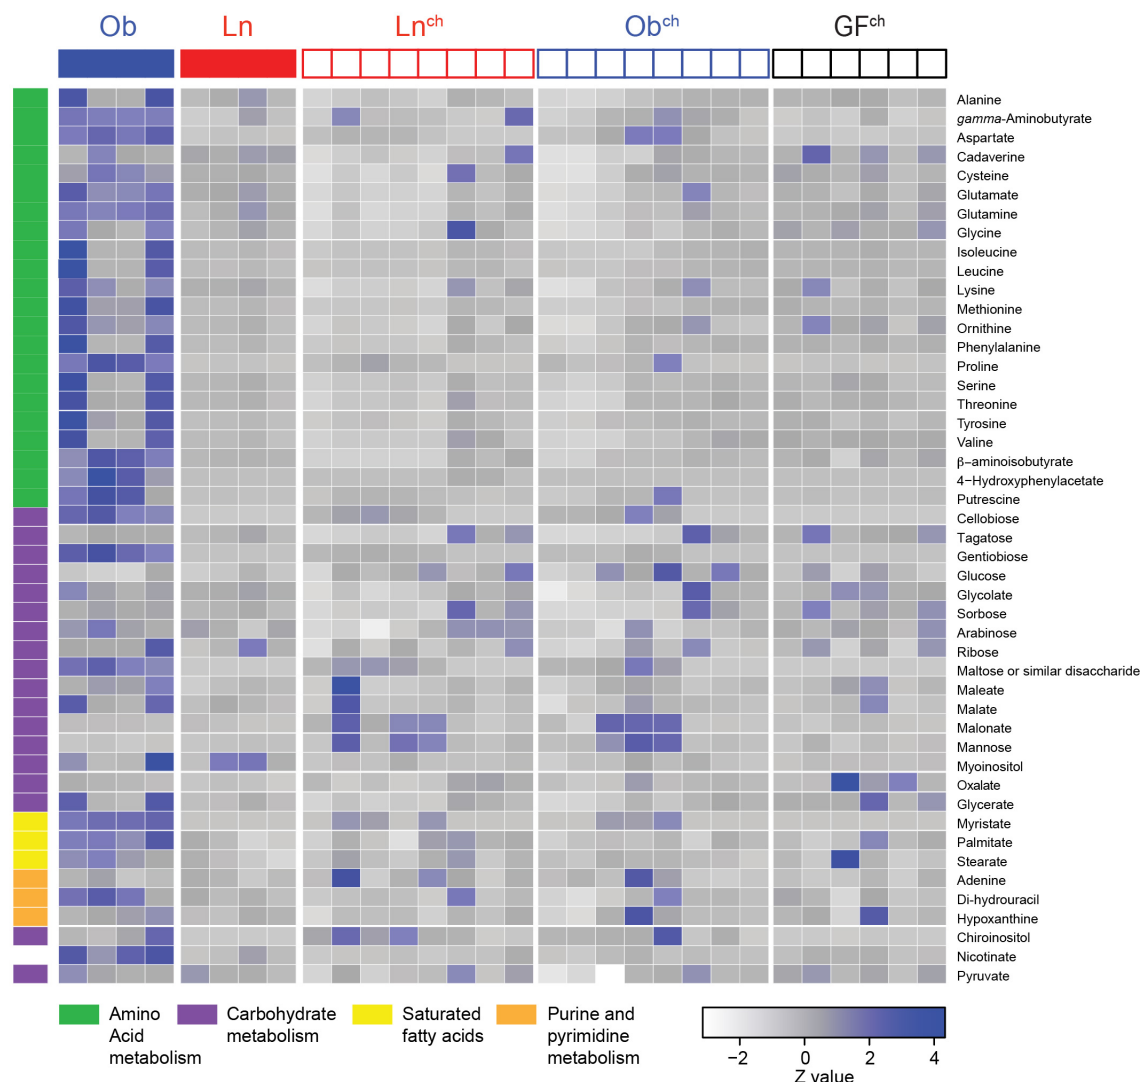 Ob Ln Lnch Obch GFch
Alanine
gamma-Aminobutyrate
Aspartate
Cadaverine
Cysteine
Glutamate
Glutamine
Glycine
Isoleucine
Leucine
Lysine
Methionine
Ornithine
Phenylalanine
Proline
Serine
Threonine
Tyrosine
Valine
β−aminoisobutyrate
4−Hydroxyphenylacetate
Putrescine
Cellobiose
Tagatose
Gentiobiose
Glucose
Glycolate
Sorbose
Arabinose
Ribose
Maltose or similar disaccharide
Maleate
Malate
Malonate
Mannose
Myoinositol
Oxalate
Glycerate
Myristate
Palmitate
Stearate
Adenine
Di-hydrouracil
Hypoxanthine
Chiroinositol
Nicotinate
Pyruvate
Amino
Acid
metabolism
Carbohydrate
metabolism
Saturated
fatty acids
Purine and
pyrimidine
metabolism
−2 0 2 4
Z value